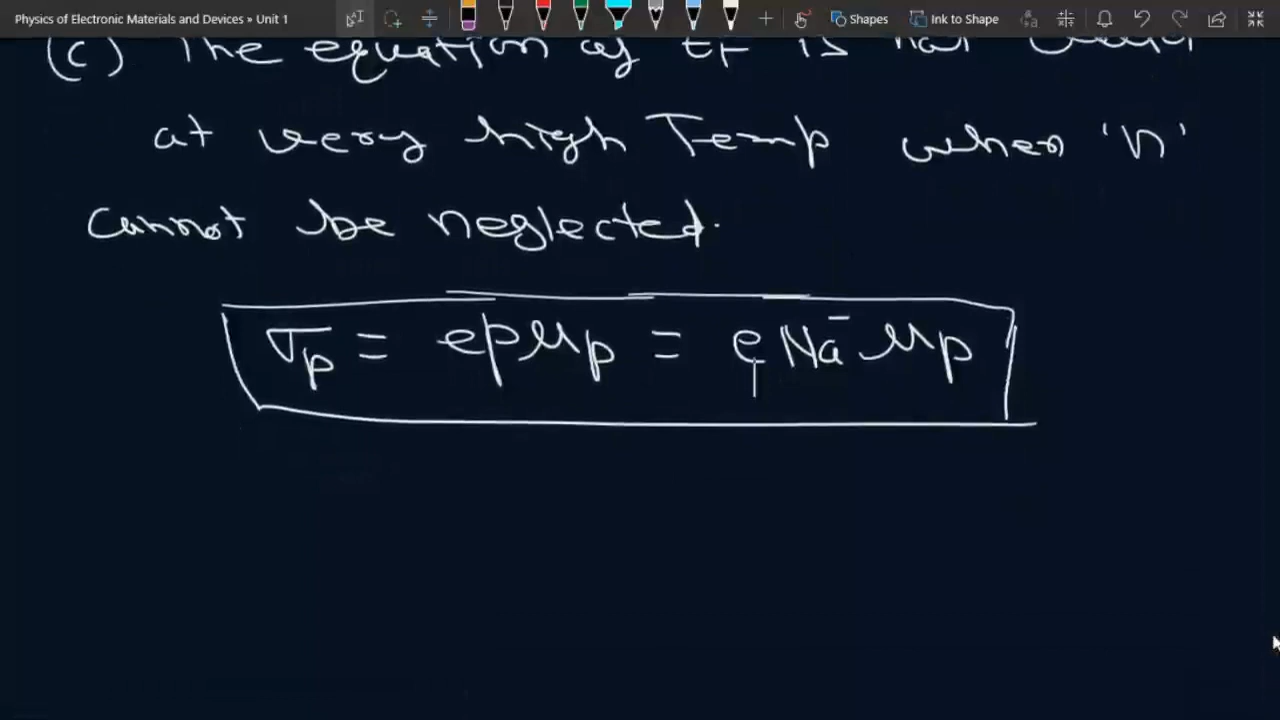 Physics of Electronic Materials and Devices » Unit 1
Shapes
Ink to Shape
(c) The equation of EF is not valid
at very high Temp when 'n'
cannot be neglected.
σp = epμp = e Na⁻ μp